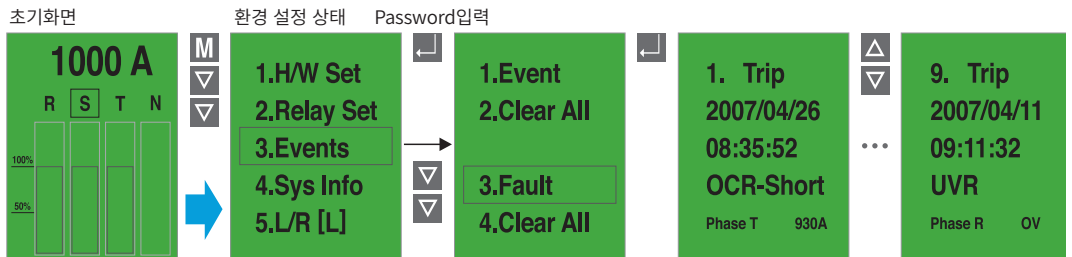 초기화면
환경 설정 상태
Password입력
1000 A
R S T N
100%
50%
M
1.H/W Set
2.Relay Set
3.Events
4.Sys Info
5.L/R [L]
1.Event
2.Clear All
3.Fault
4.Clear All
1. Trip
2007/04/26
08:35:52
OCR-Short
Phase T 930A
...
9. Trip
2007/04/11
09:11:32
UVR
Phase R OV